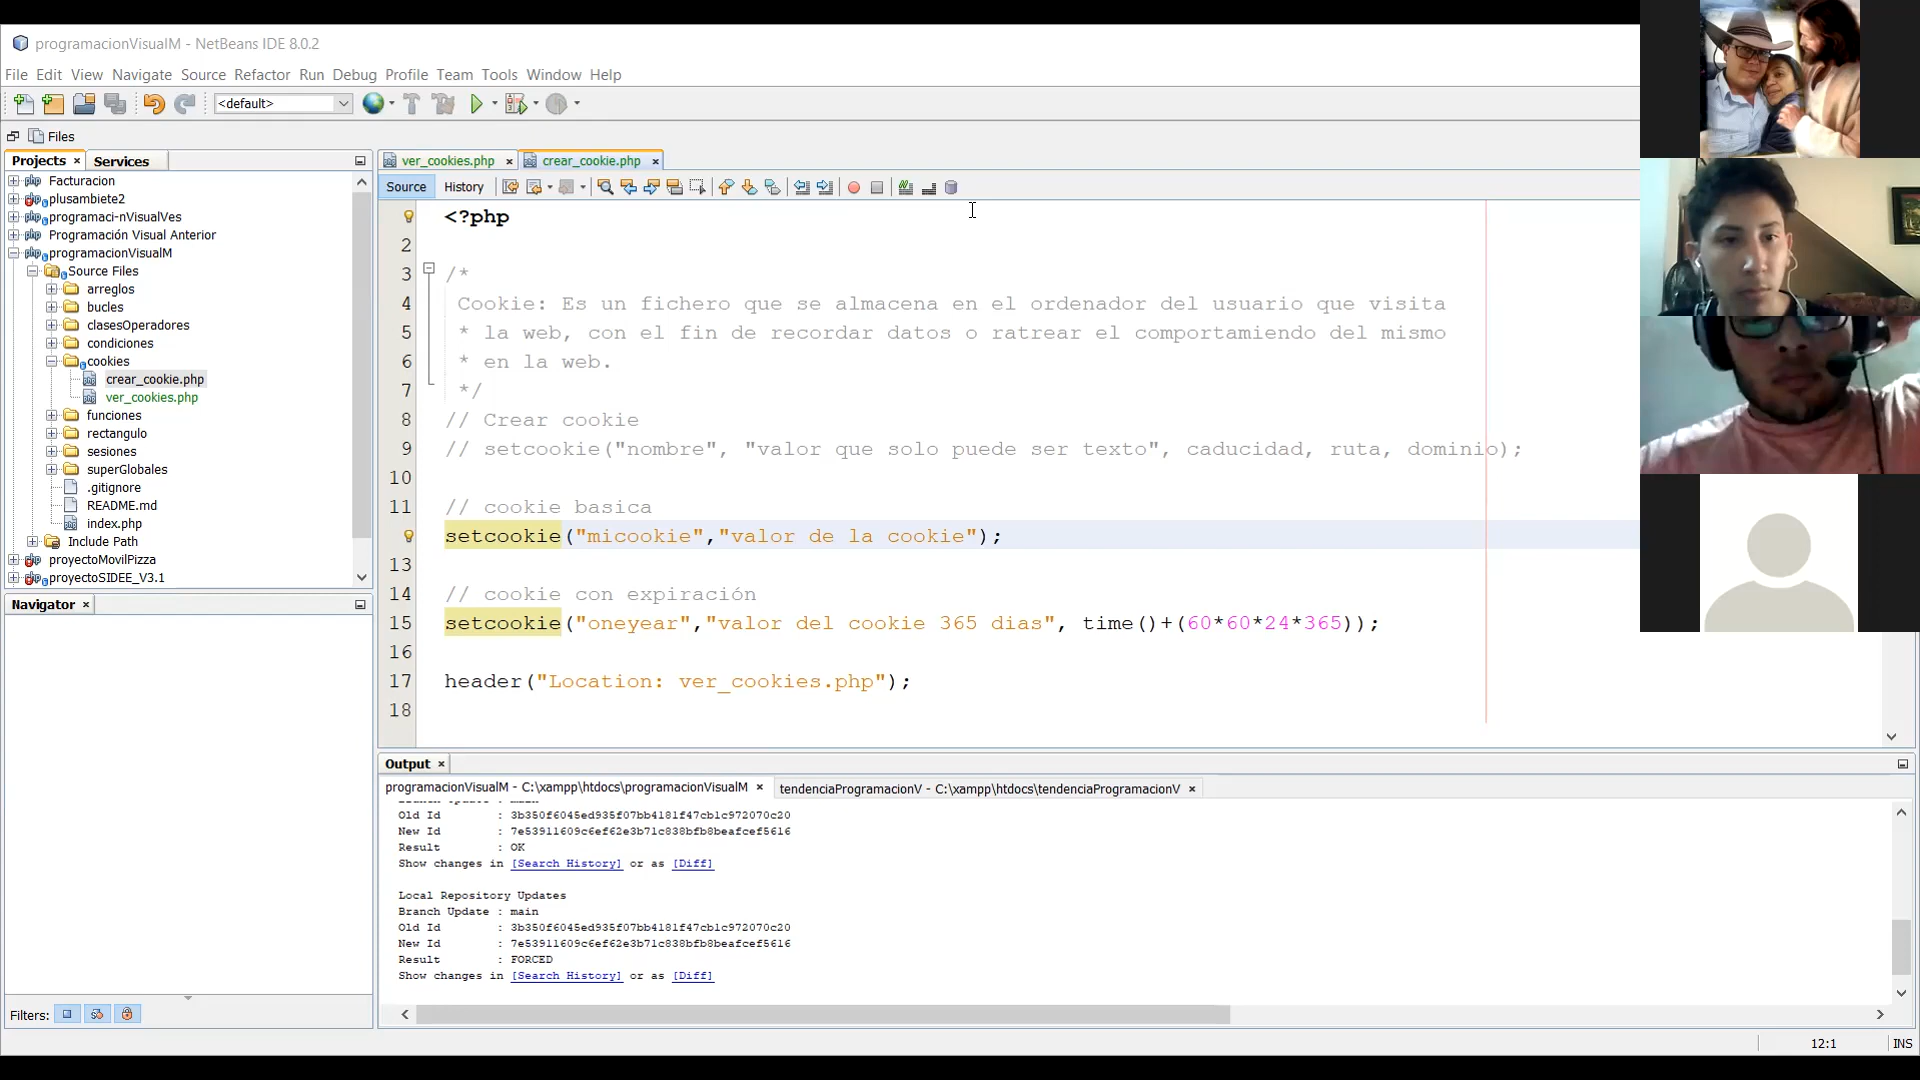 programacionVisualM - NetBeans IDE 8.0.2
File Edit View Navigate Source Refactor Run Debug Profile Team Tools Window Help
<default>
Files
Projects Services
Facturacion
plusambiete2
programaci-nVisualVes
Programación Visual Anterior
programacionVisualM
Source Files
arreglos
bucles
clasesOperadores
condiciones
cookies
crear_cookie.php
ver_cookies.php
funciones
rectangulo
sesiones
superGlobales
.gitignore
README.md
index.php
Include Path
proyectoMovilPizza
proyectoSIDEE_V3.1
Navigator
Filters:
ver_cookies.php crear_cookie.php
Source History
<?php
2
3 /*
4 Cookie: Es un fichero que se almacena en el ordenador del usuario que visita
5 * la web, con el fin de recordar datos o ratrear el comportamiendo del mismo
6 * en la web.
7 */
8 // Crear cookie
9 // setcookie("nombre", "valor que solo puede ser texto", caducidad, ruta, dominio);
10
11 // cookie basica
setcookie("micookie","valor de la cookie");
13
14 // cookie con expiración
15 setcookie("oneyear","valor del cookie 365 dias", time()+(60*60*24*365));
16
17 header("Location: ver_cookies.php");
18
Output
programacionVisualM - C:\xampp\htdocs\programacionVisualM tendenciaProgramacionV - C:\xampp\htdocs\tendenciaProgramacionV
Branch Update : main
Old Id : 3b350f6045ed935f07bb4181f47cb1c972070c20
New Id : 7e53911609c6ef62e3b71c838bfb8beafcef5616
Result : OK
Show changes in [Search History] or as [Diff]
Local Repository Updates
Branch Update : main
Old Id : 3b350f6045ed935f07bb4181f47cb1c972070c20
New Id : 7e53911609c6ef62e3b71c838bfb8beafcef5616
Result : FORCED
Show changes in [Search History] or as [Diff]
12:1 INS